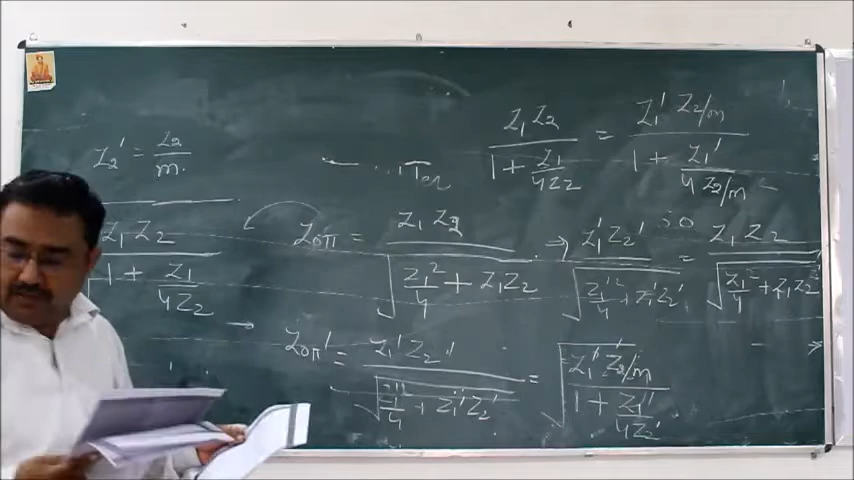 Z₂' = Z₂/m
Z₁Z₂ / (1 + Z₁/4Z₂)
Z₁Z₂ / (1 + Z₁/4Z₂) = Z₁' Z₂/m / (1 + Z₁' / (4 Z₂/m))
Z₀π = Z₁Z₂ / √(Z₁²/4 + Z₁Z₂) ⇒ Z₁'Z₂' / √(Z₁'²/4 + Z₁'Z₂') = Z₁Z₂ / √(Z₁²/4 + Z₁Z₂)
→ Z₀π' = Z₁'Z₂' / √(Z₁'²/4 + Z₁'Z₂') = √(Z₁' Z₂/m / (1 + Z₁'/4Z₂'))